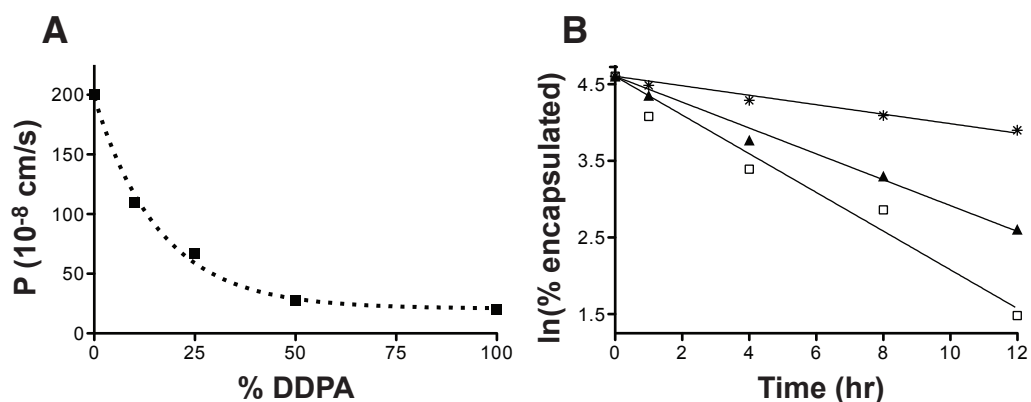 A
P (10⁻⁸ cm/s)
200
150
100
50
0
0 25 50 75 100
% DDPA
B
ln(% encapsulated)
4.5
3.5
2.5
1.5
0 2 4 6 8 10 12
Time (hr)